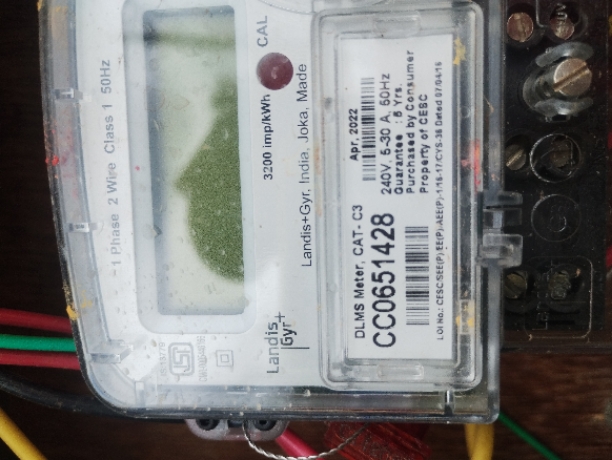 ~1 Phase 2 Wire Class 1 50Hz
3200 imp/kWh
CAL
Landis+Gyr, India, Joka, Made
Landis
Gyr+
Apr, 2022
240V, 5-30 A, 50Hz
Guarantee : 5 Yrs.
Purchased by Consumer
Property of CESC
DLMS Meter, CAT- C3
CC0651428